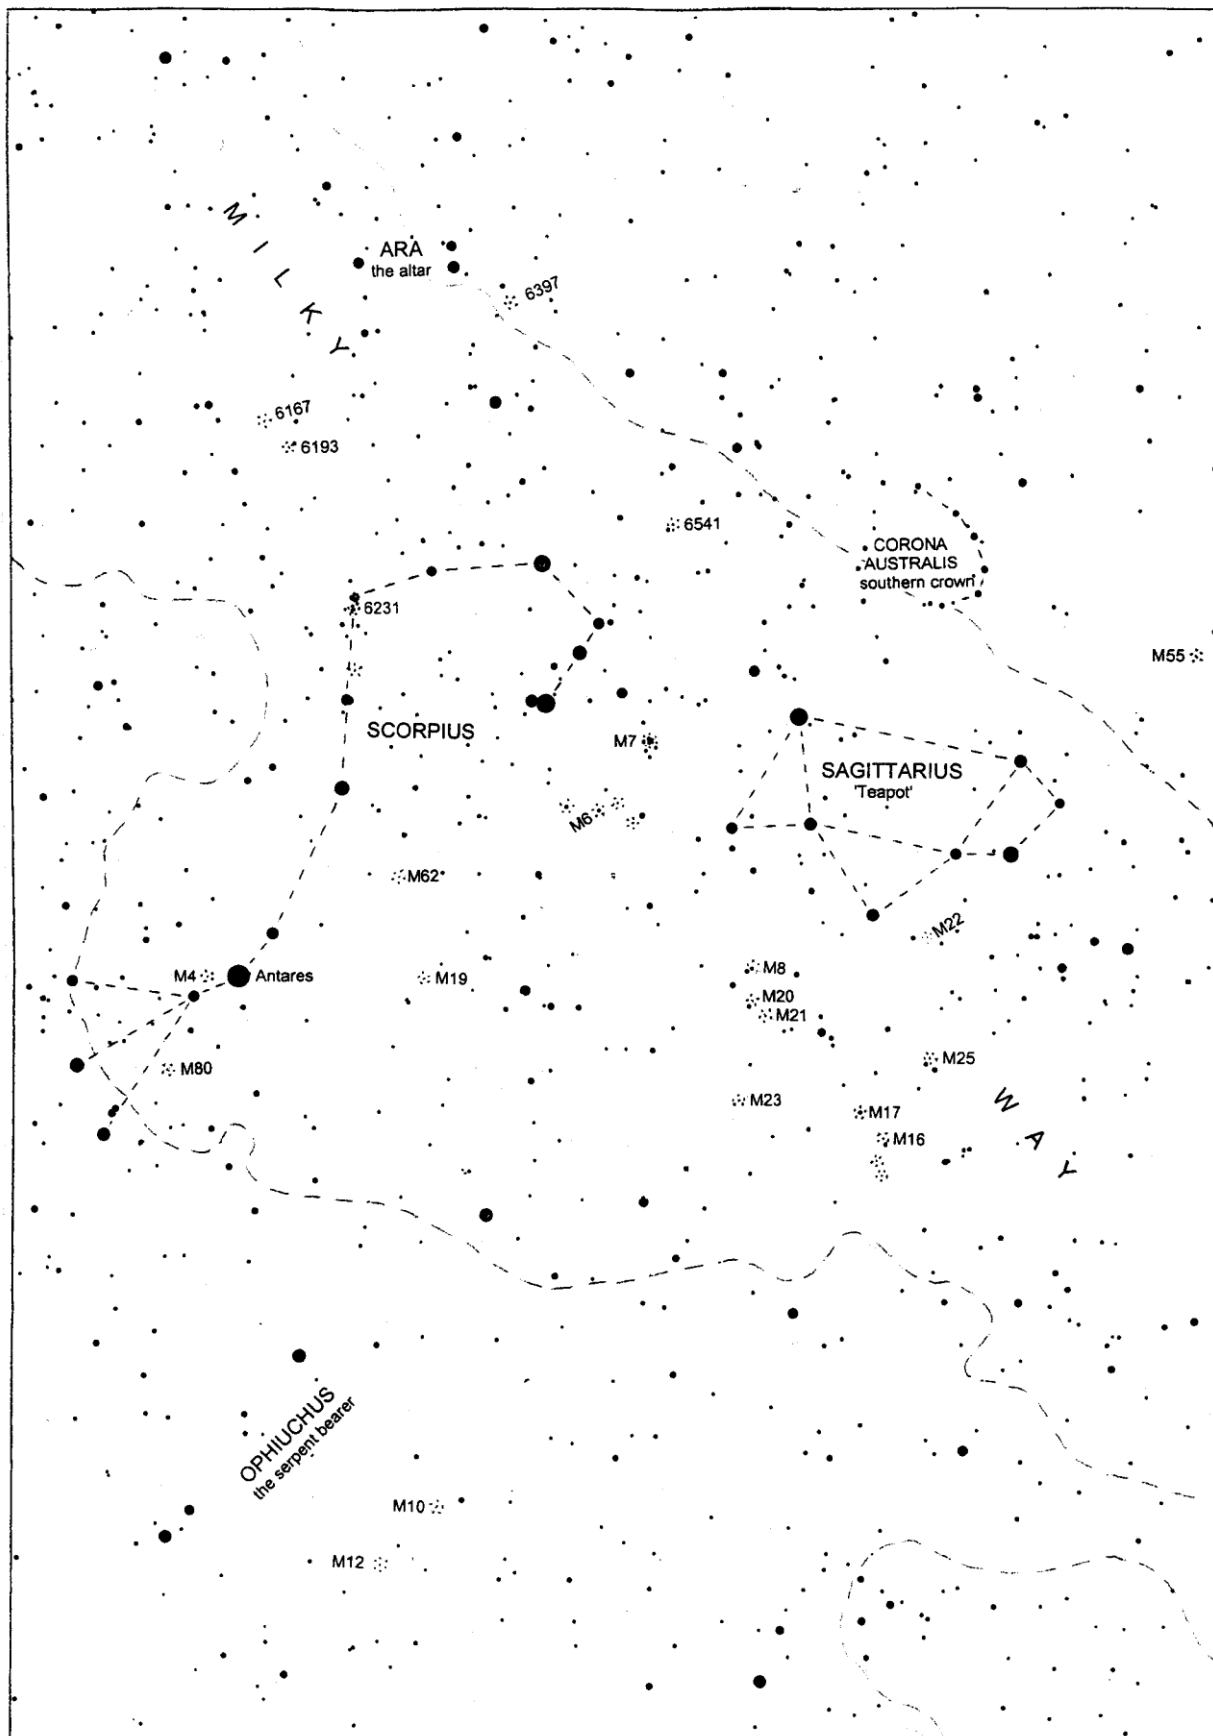 MILKY
ARA
the altar
6397
6167
6193
6541
CORONA
AUSTRALIS
southern crown
6231
M55
SCORPIUS
M7
SAGITTARIUS
'Teapot'
M6
M62
M22
M4
Antares
M19
M8
M20
M21
M80
M25
M23
M17
M16
WAY
OPHIUCHUS
the serpent bearer
M10
M12